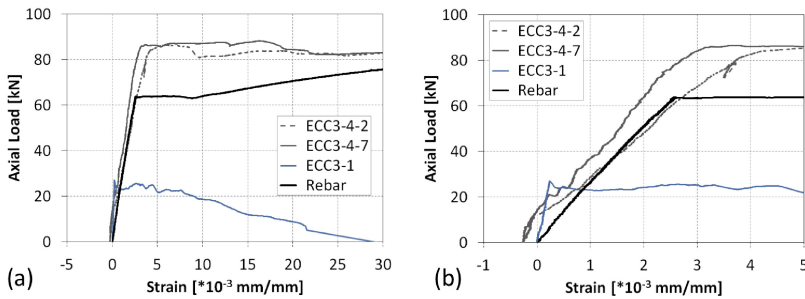 100
80
60
40
20
0
Axial Load [kN]
ECC3-4-2
ECC3-4-7
ECC3-1
Rebar
-5 0 5 10 15 20 25 30
Strain [*10-3 mm/mm]
(a)
100
80
60
40
20
0
Axial Load [kN]
ECC3-4-2
ECC3-4-7
ECC3-1
Rebar
-1 0 1 2 3 4 5
Strain [*10-3 mm/mm]
(b)